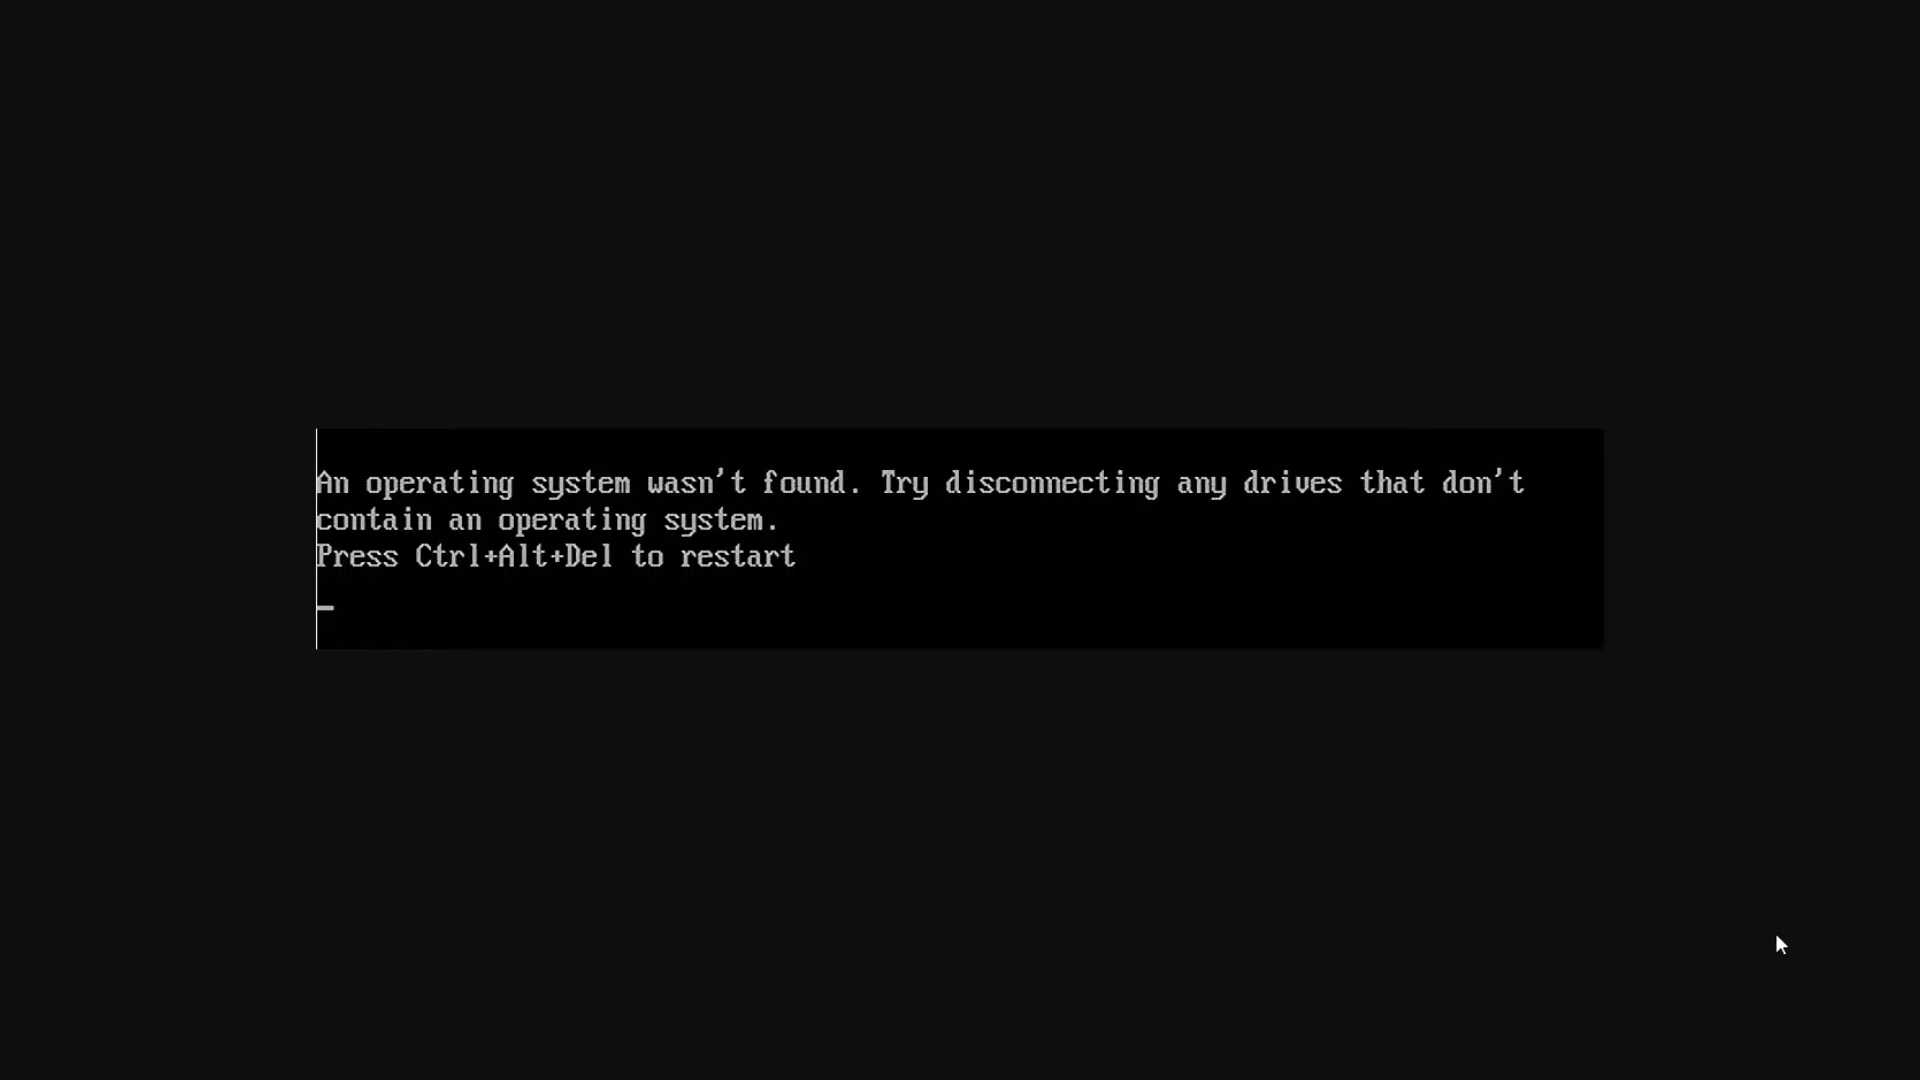 An operating system wasn't found. Try disconnecting any drives that don't
contain an operating system.
Press Ctrl+Alt+Del to restart